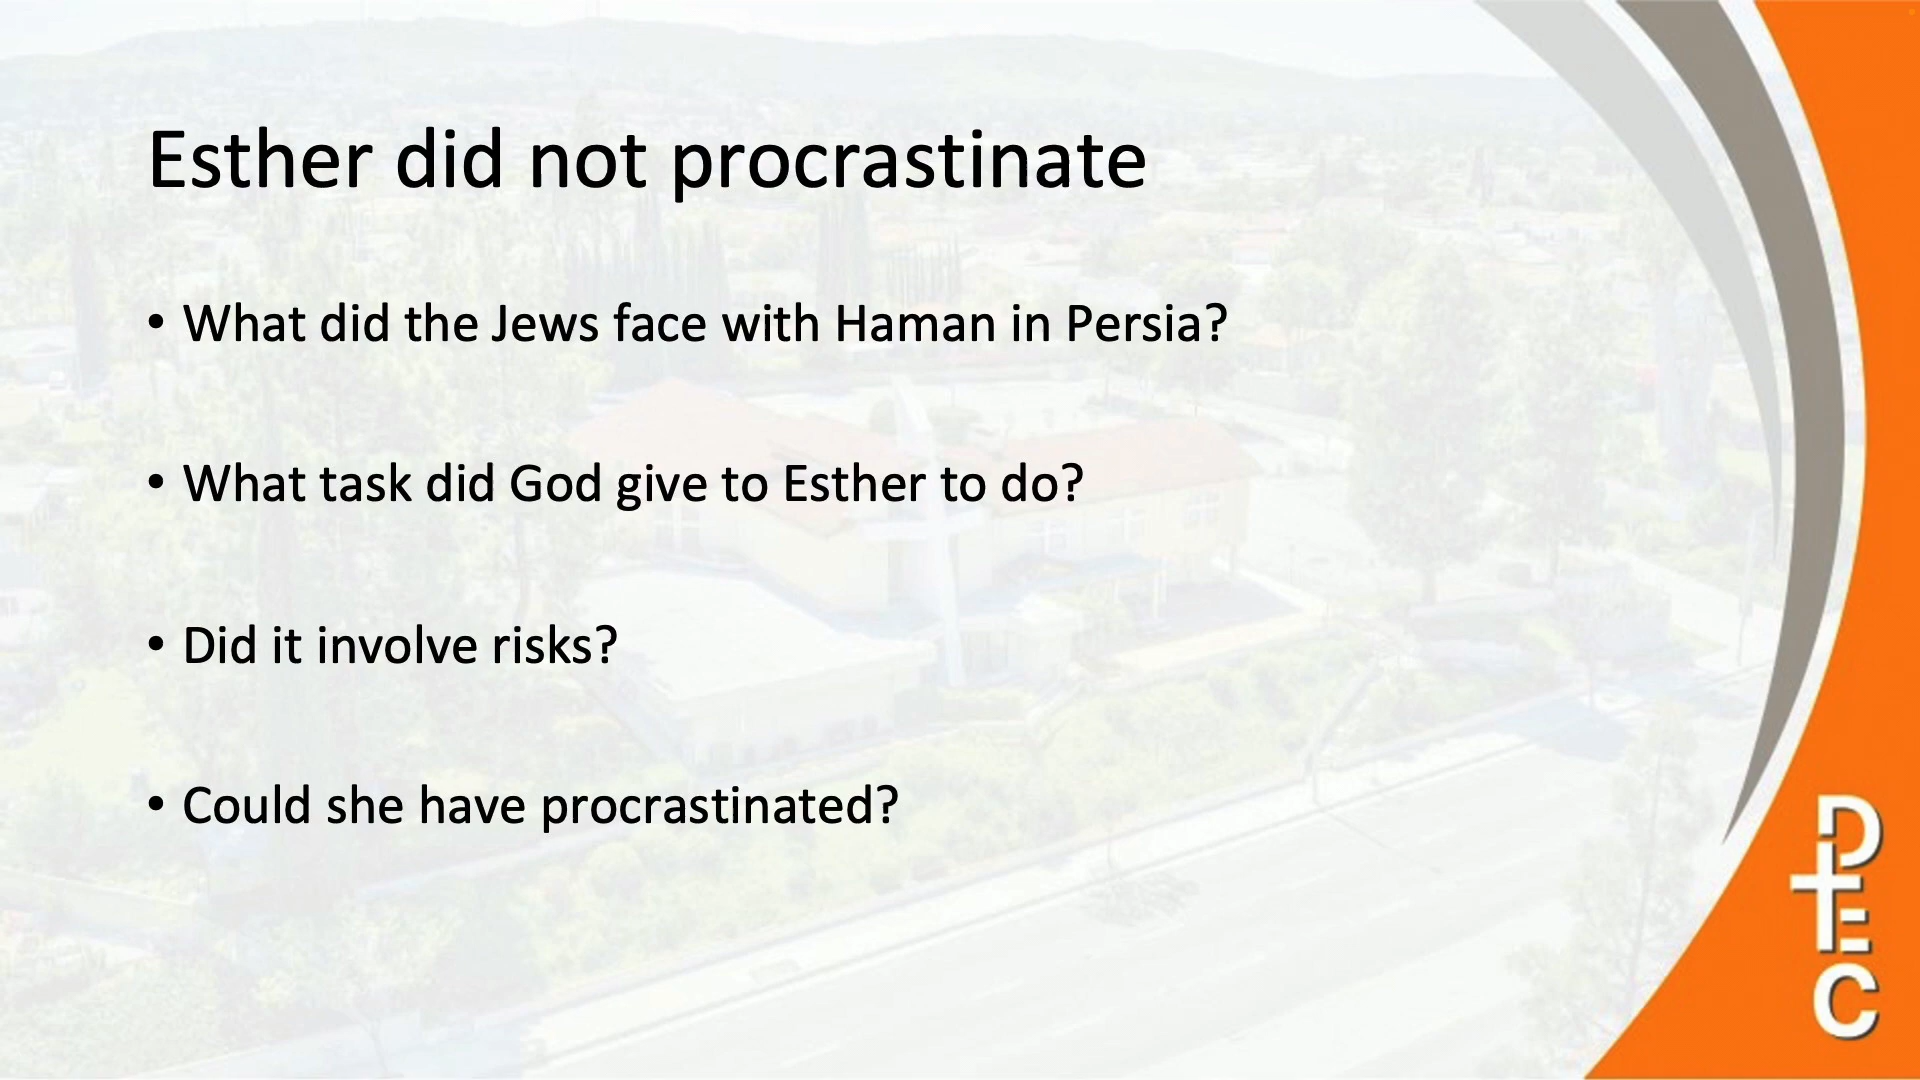 Esther did not procrastinate
• What did the Jews face with Haman in Persia?
• What task did God give to Esther to do?
• Did it involve risks?
• Could she have procrastinated?
D
E
C